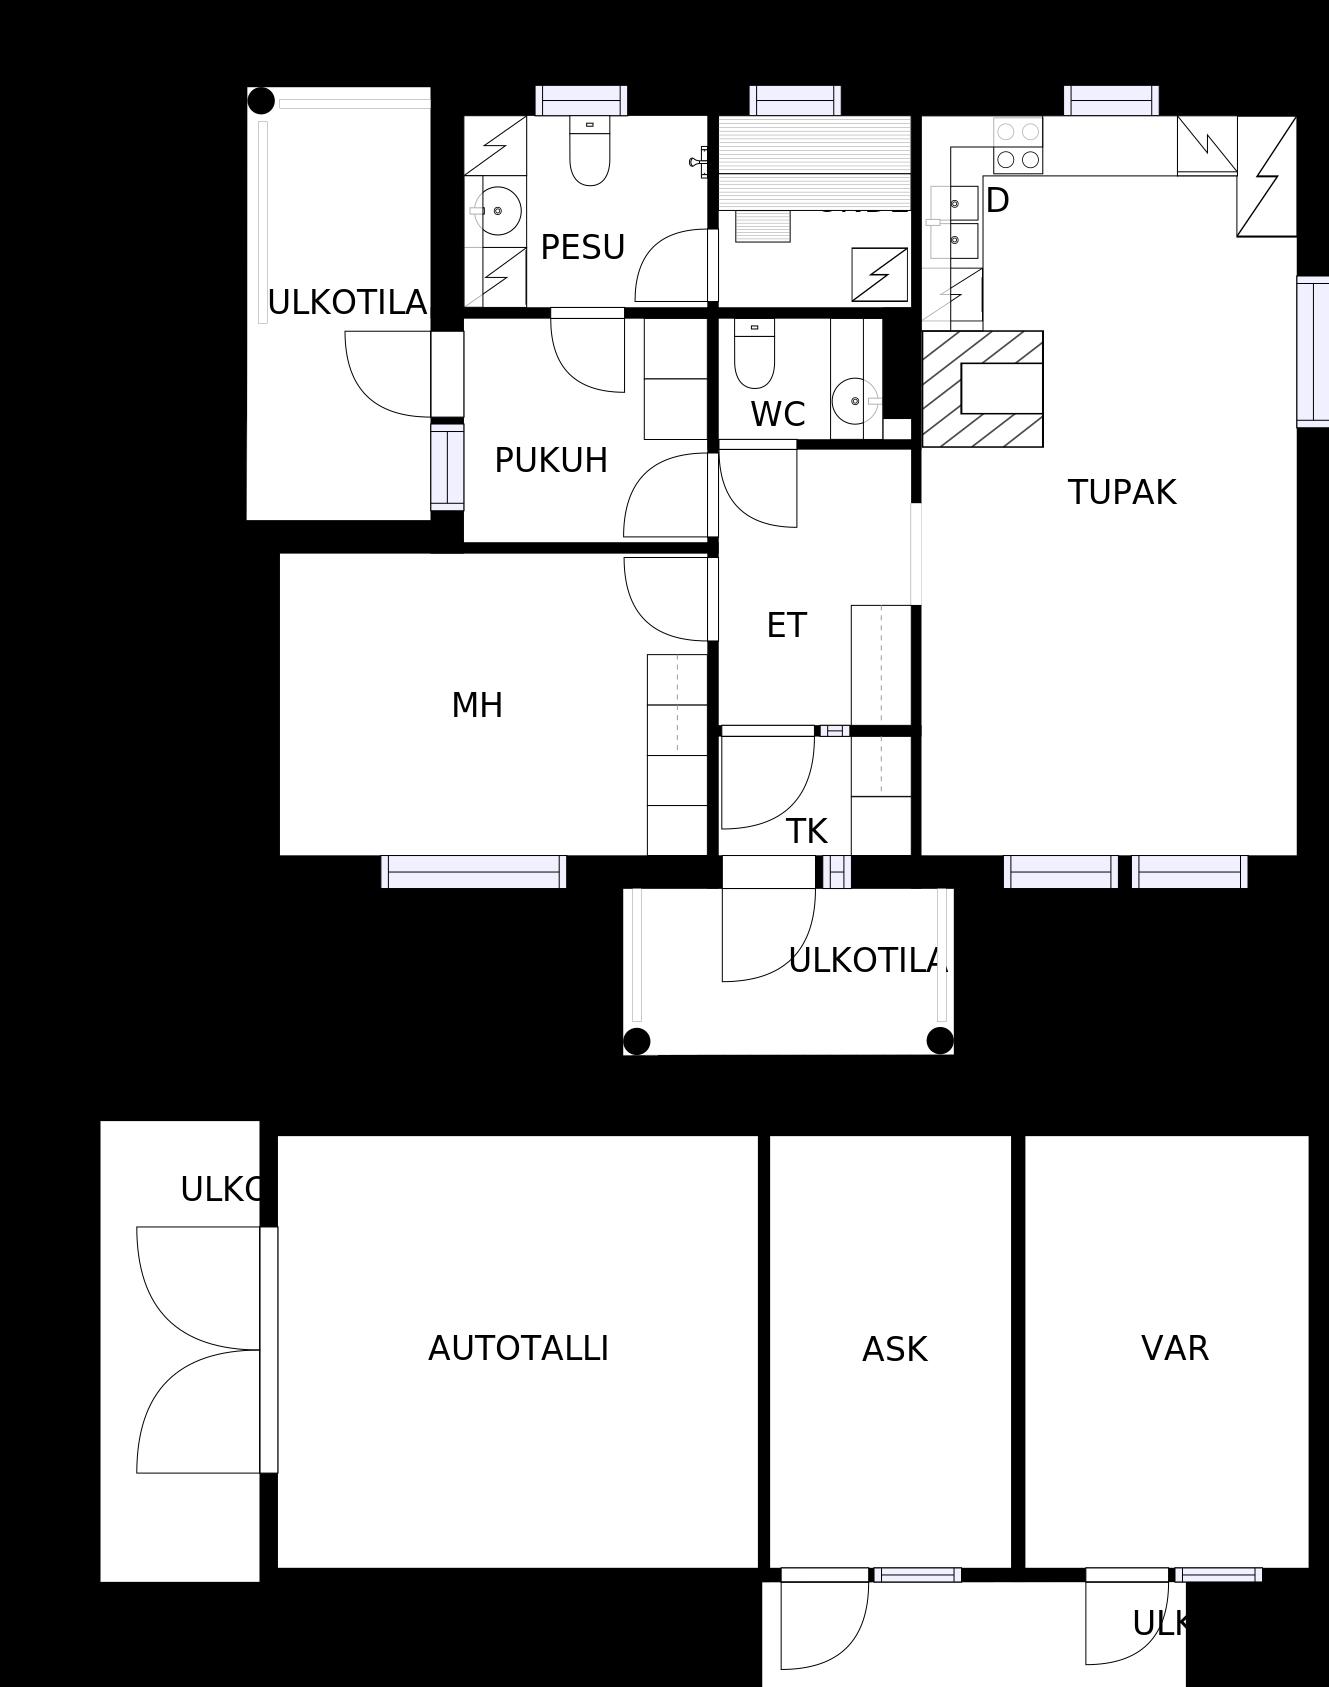 D
PESU
ULKOTILA
WC
PUKUH
TUPAK
ET
MH
TK
ULKOTILA
ULKO
AUTOTALLI
ASK
VAR
ULK